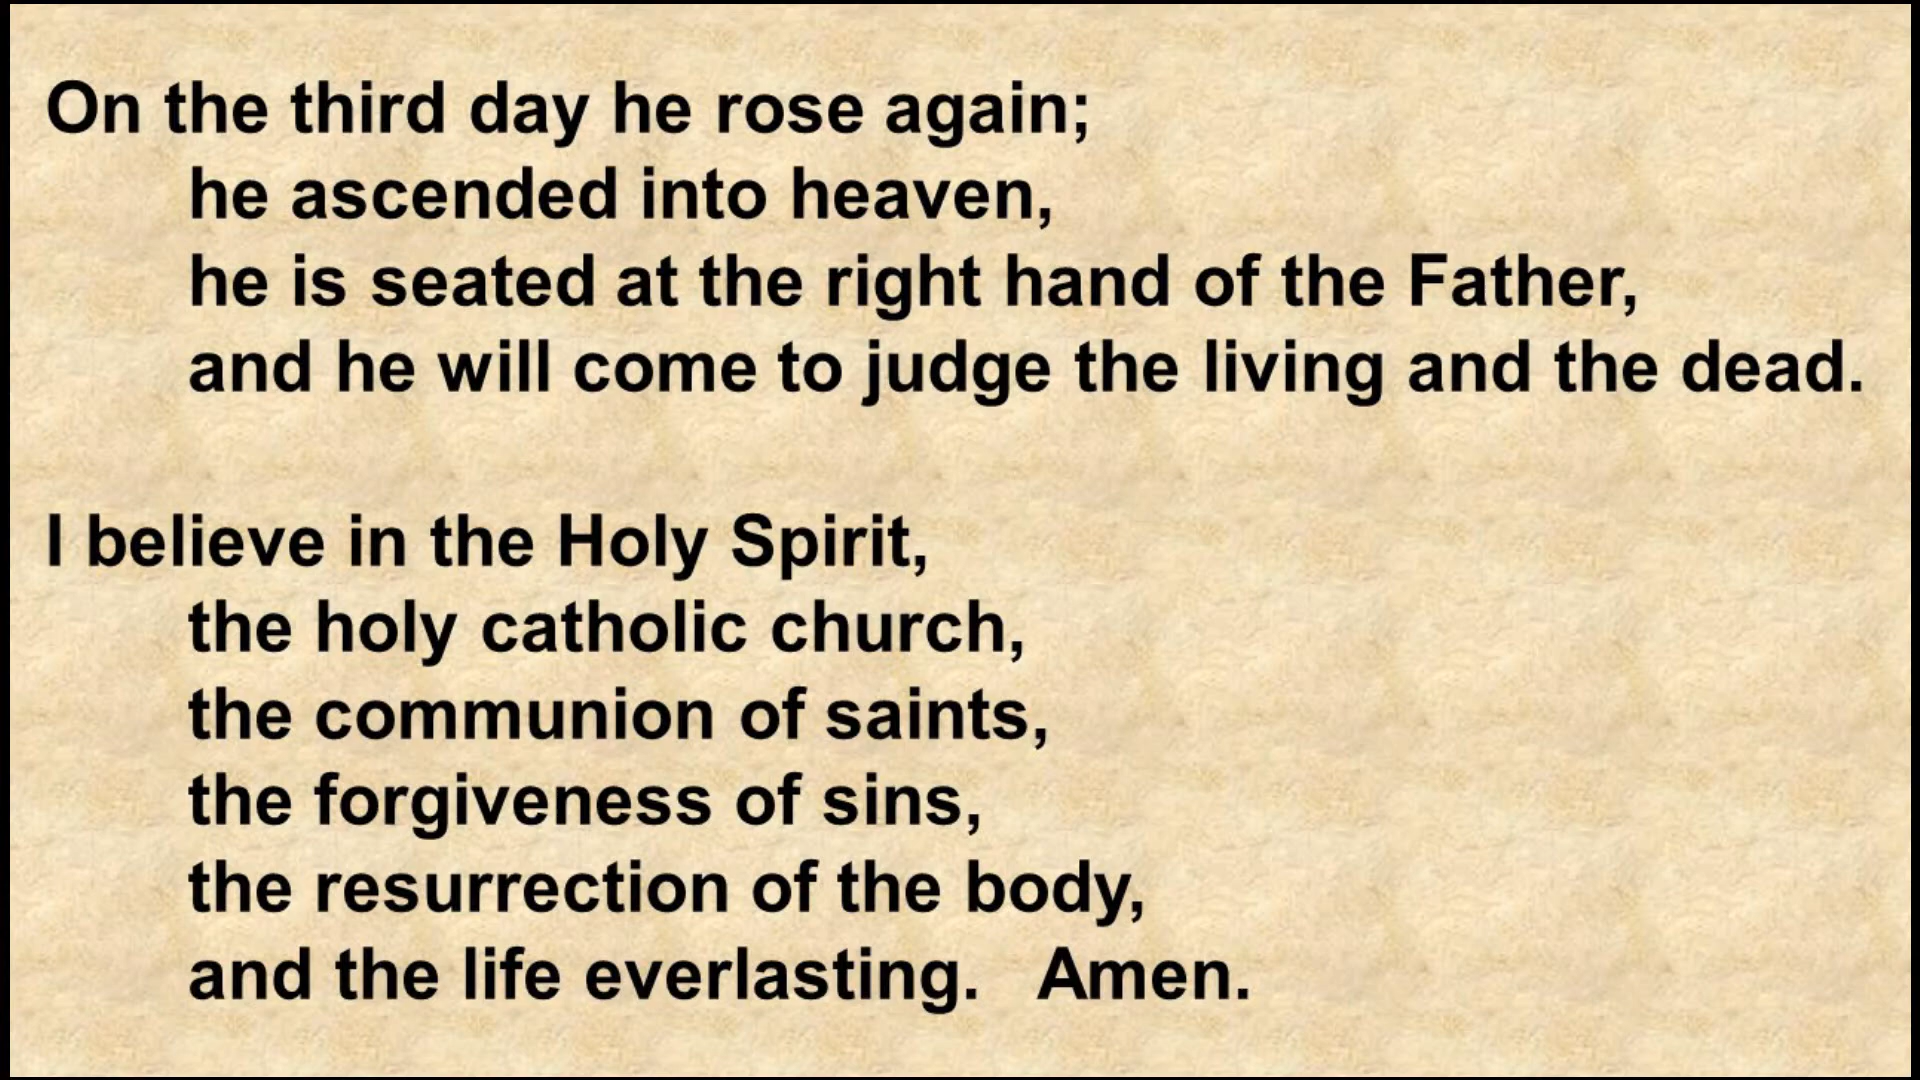 On the third day he rose again;
he ascended into heaven,
he is seated at the right hand of the Father,
and he will come to judge the living and the dead.
I believe in the Holy Spirit,
the holy catholic church,
the communion of saints,
the forgiveness of sins,
the resurrection of the body,
and the life everlasting. Amen.